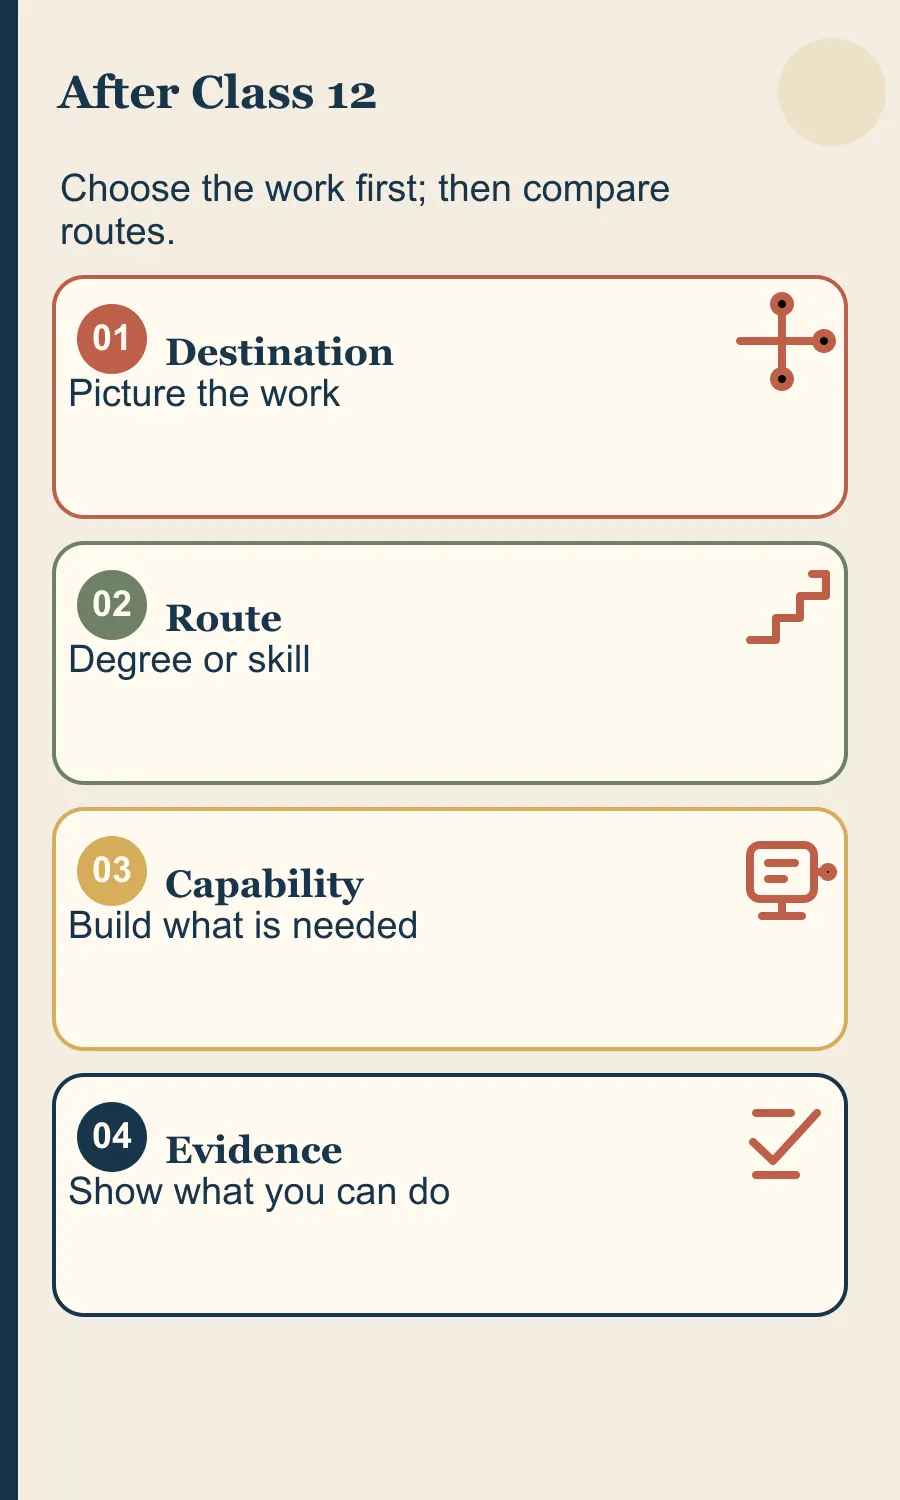 After Class 12
Choose the work first; then compare
routes.
01
Destination
Picture the work
02
Route
Degree or skill
03
Capability
Build what is needed
04
Evidence
Show what you can do